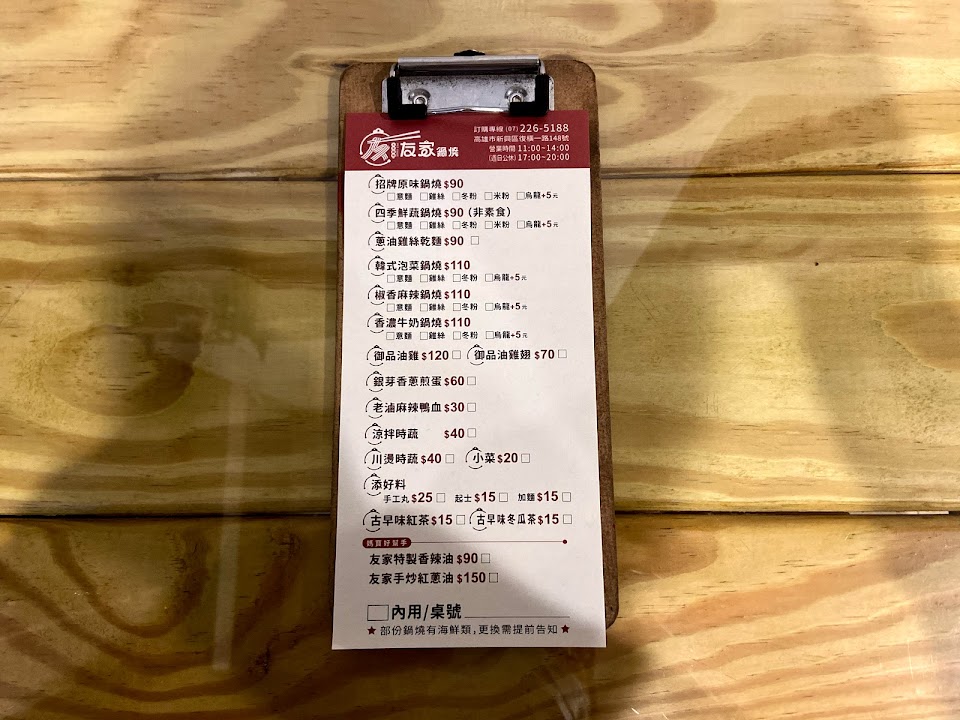 友家鍋燒
訂購專線(07)226-5188
高雄市新興區復橫一路148號
營業時間 11:00~14:00
(週日公休) 17:00~20:00
招牌原味鍋燒$90
□意麵 □雞絲 □冬粉 □米粉 □烏龍+5元
四季鮮蔬鍋燒$90(非素食)
□意麵 □雞絲 □冬粉 □米粉 □烏龍+5元
蔥油雞絲乾麵$90 □
韓式泡菜鍋燒$110
□意麵 □雞絲 □冬粉 □烏龍+5元
椒香麻辣鍋燒$110
□意麵 □雞絲 □冬粉 □烏龍+5元
香濃牛奶鍋燒$110
□意麵 □雞絲 □冬粉 □烏龍+5元
御品油雞$120□ 御品油雞翅$70□
銀芽香蔥煎蛋$60□
老滷麻辣鴨血$30□
涼拌時蔬 $40□
川燙時蔬$40□ 小菜$20□
添好料
手工丸$25□ 起士$15□ 加麵$15□
古早味紅茶$15□ 古早味冬瓜茶$15□
媽寶好幫手
友家特製香辣油$90□
友家手炒紅蔥油$150□
□內用/桌號
★部份鍋燒有海鮮類,更換需提前告知★